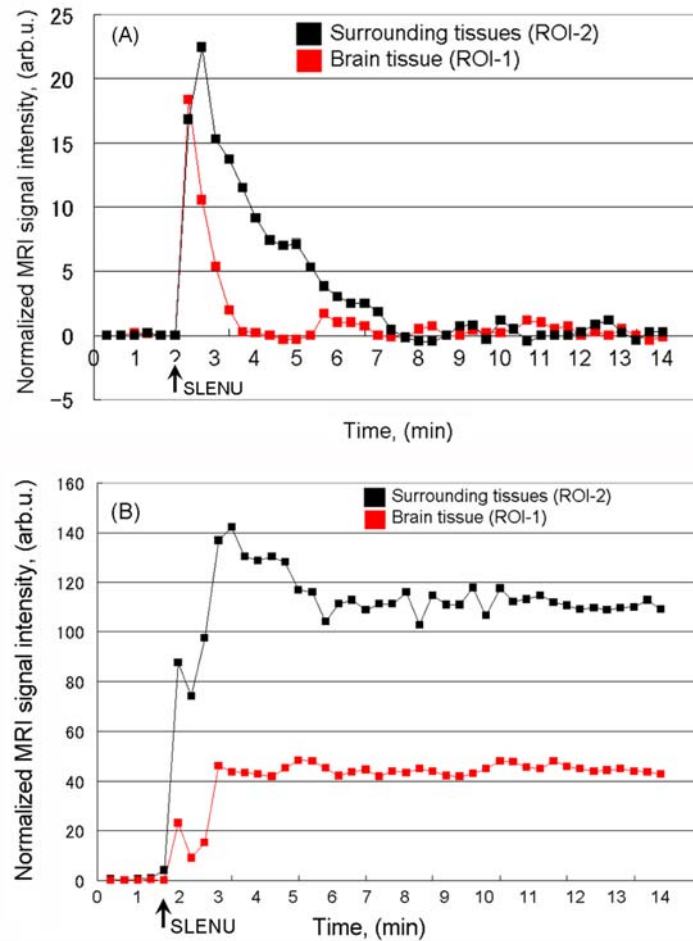 (A)
Surrounding tissues (ROI-2)
Brain tissue (ROI-1)
Normalized MRI signal intensity, (arb.u.)
25
20
15
10
5
0
−5
0 1 2 3 4 5 6 7 8 9 10 11 12 13 14
SLENU
Time, (min)
(B)
Surrounding tissues (ROI-2)
Brain tissue (ROI-1)
Normalized MRI signal intensity, (arb.u.)
160
140
120
100
80
60
40
20
0
0 1 2 3 4 5 6 7 8 9 10 11 12 13 14
SLENU
Time, (min)